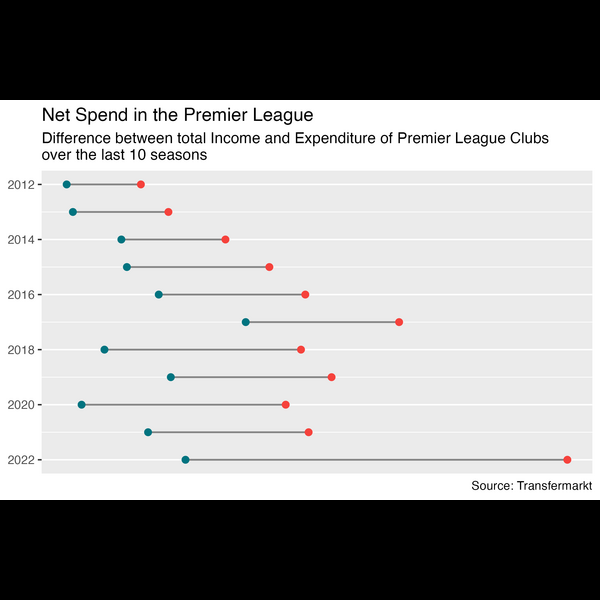 Net Spend in the Premier League
Difference between total Income and Expenditure of Premier League Clubs
over the last 10 seasons
2012
2014
2016
2018
2020
2022
Source: Transfermarkt